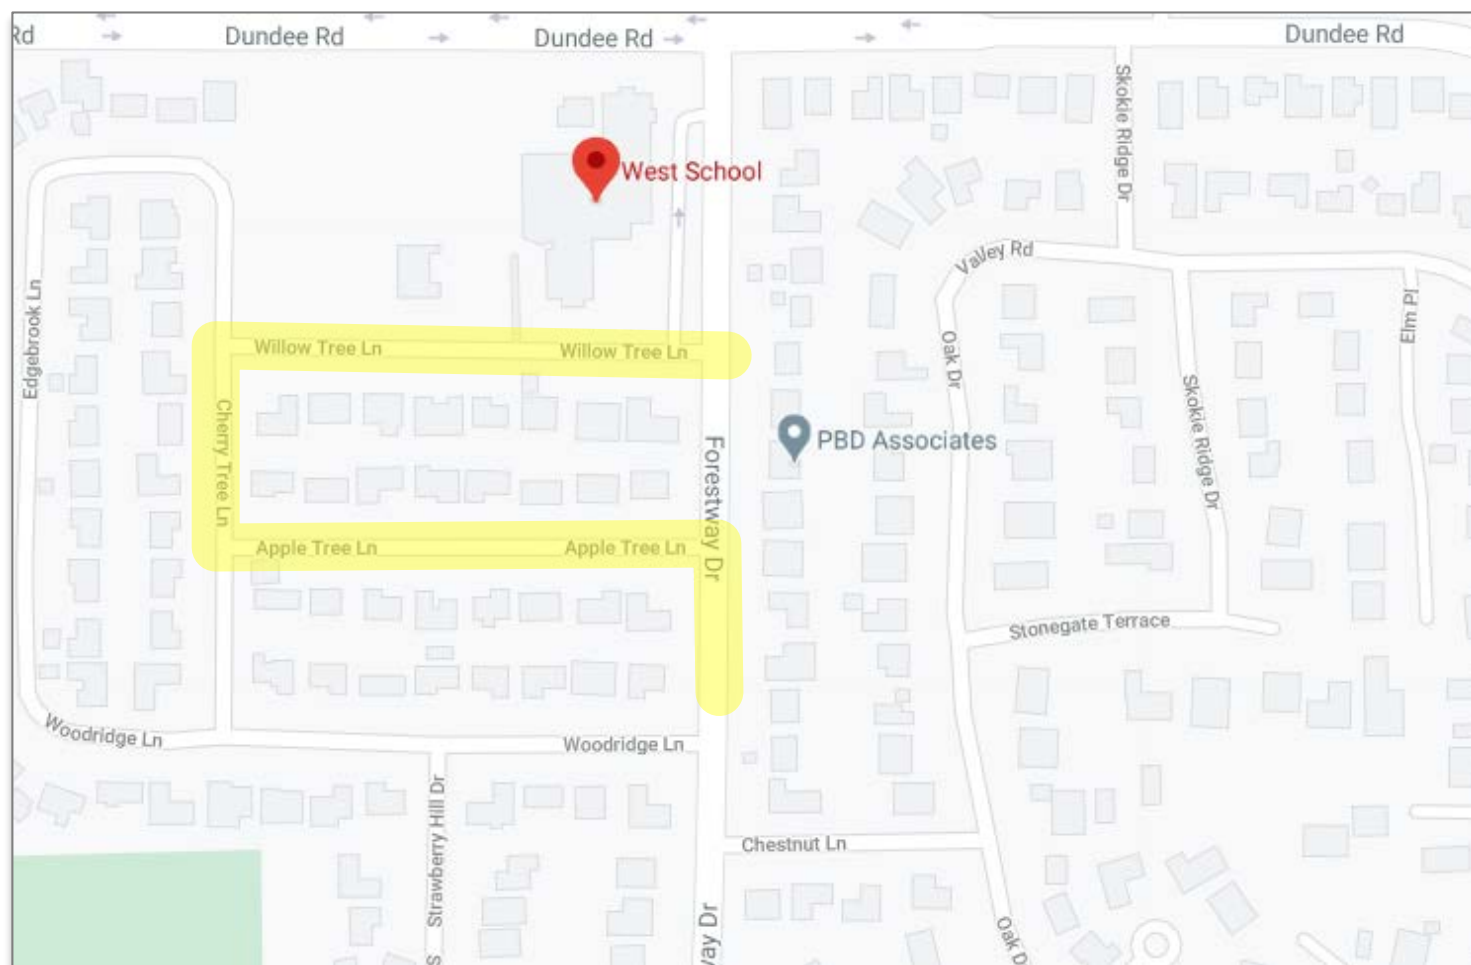 Rd
Dundee Rd
Dundee Rd
Dundee Rd
Skokie Ridge Dr
West School
Valley Rd
Edgebrook Ln
Elm Pl
Willow Tree Ln
Willow Tree Ln
Oak Dr
Cherry Tree Ln
Skokie Ridge Dr
PBD Associates
Forestway Dr
Apple Tree Ln
Apple Tree Ln
Stonegate Terrace
Woodridge Ln
Woodridge Ln
Strawberry Hill Dr
Chestnut Ln
way Dr
Oak D
S